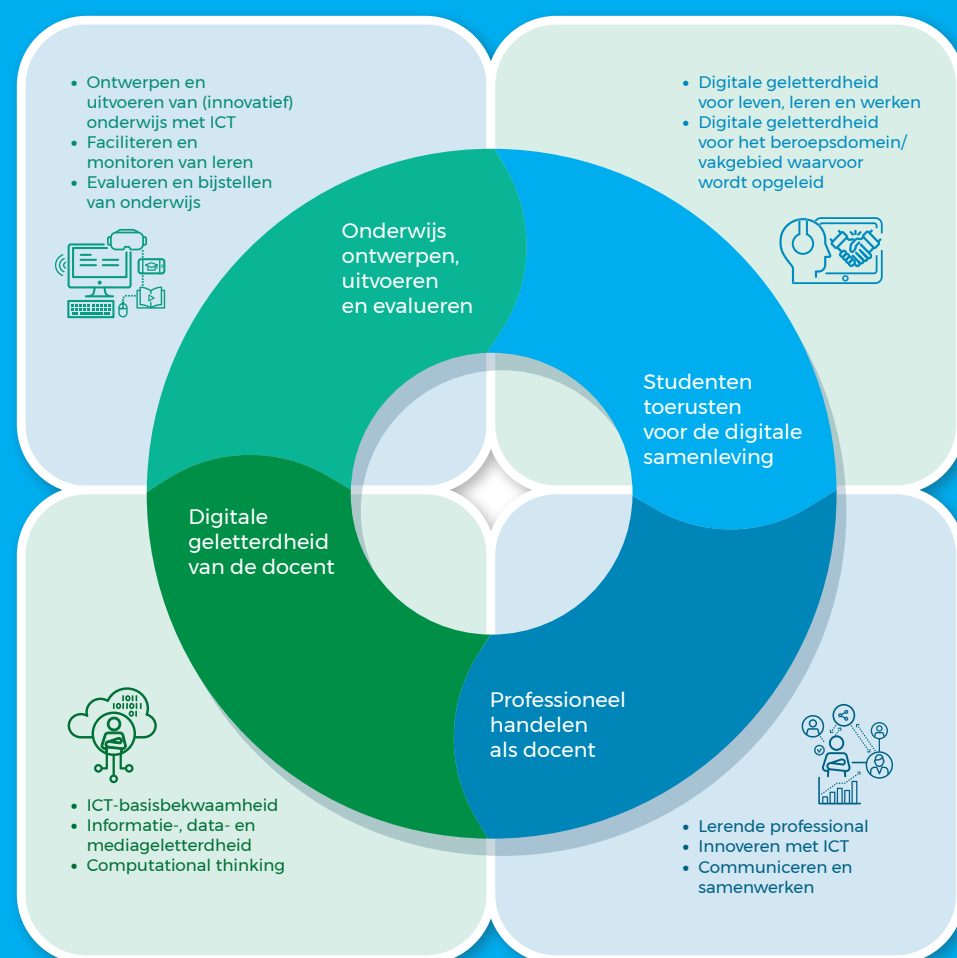 • Ontwerpen en
uitvoeren van (innovatief)
onderwijs met ICT
• Faciliteren en
monitoren van leren
• Evalueren en bijstellen
van onderwijs
• Digitale geletterdheid
voor leven, leren en werken
• Digitale geletterdheid
voor het beroepsdomein/
vakgebied waarvoor
wordt opgeleid
Onderwijs
ontwerpen,
uitvoeren
en evalueren
Studenten
toerusten
voor de digitale
samenleving
Digitale
geletterdheid
van de docent
Professioneel
handelen
als docent
1011
1011011
01
• ICT-basisbekwaamheid
• Informatie-, data- en
mediageletterdheid
• Computational thinking
• Lerende professional
• Innoveren met ICT
• Communiceren en
samenwerken